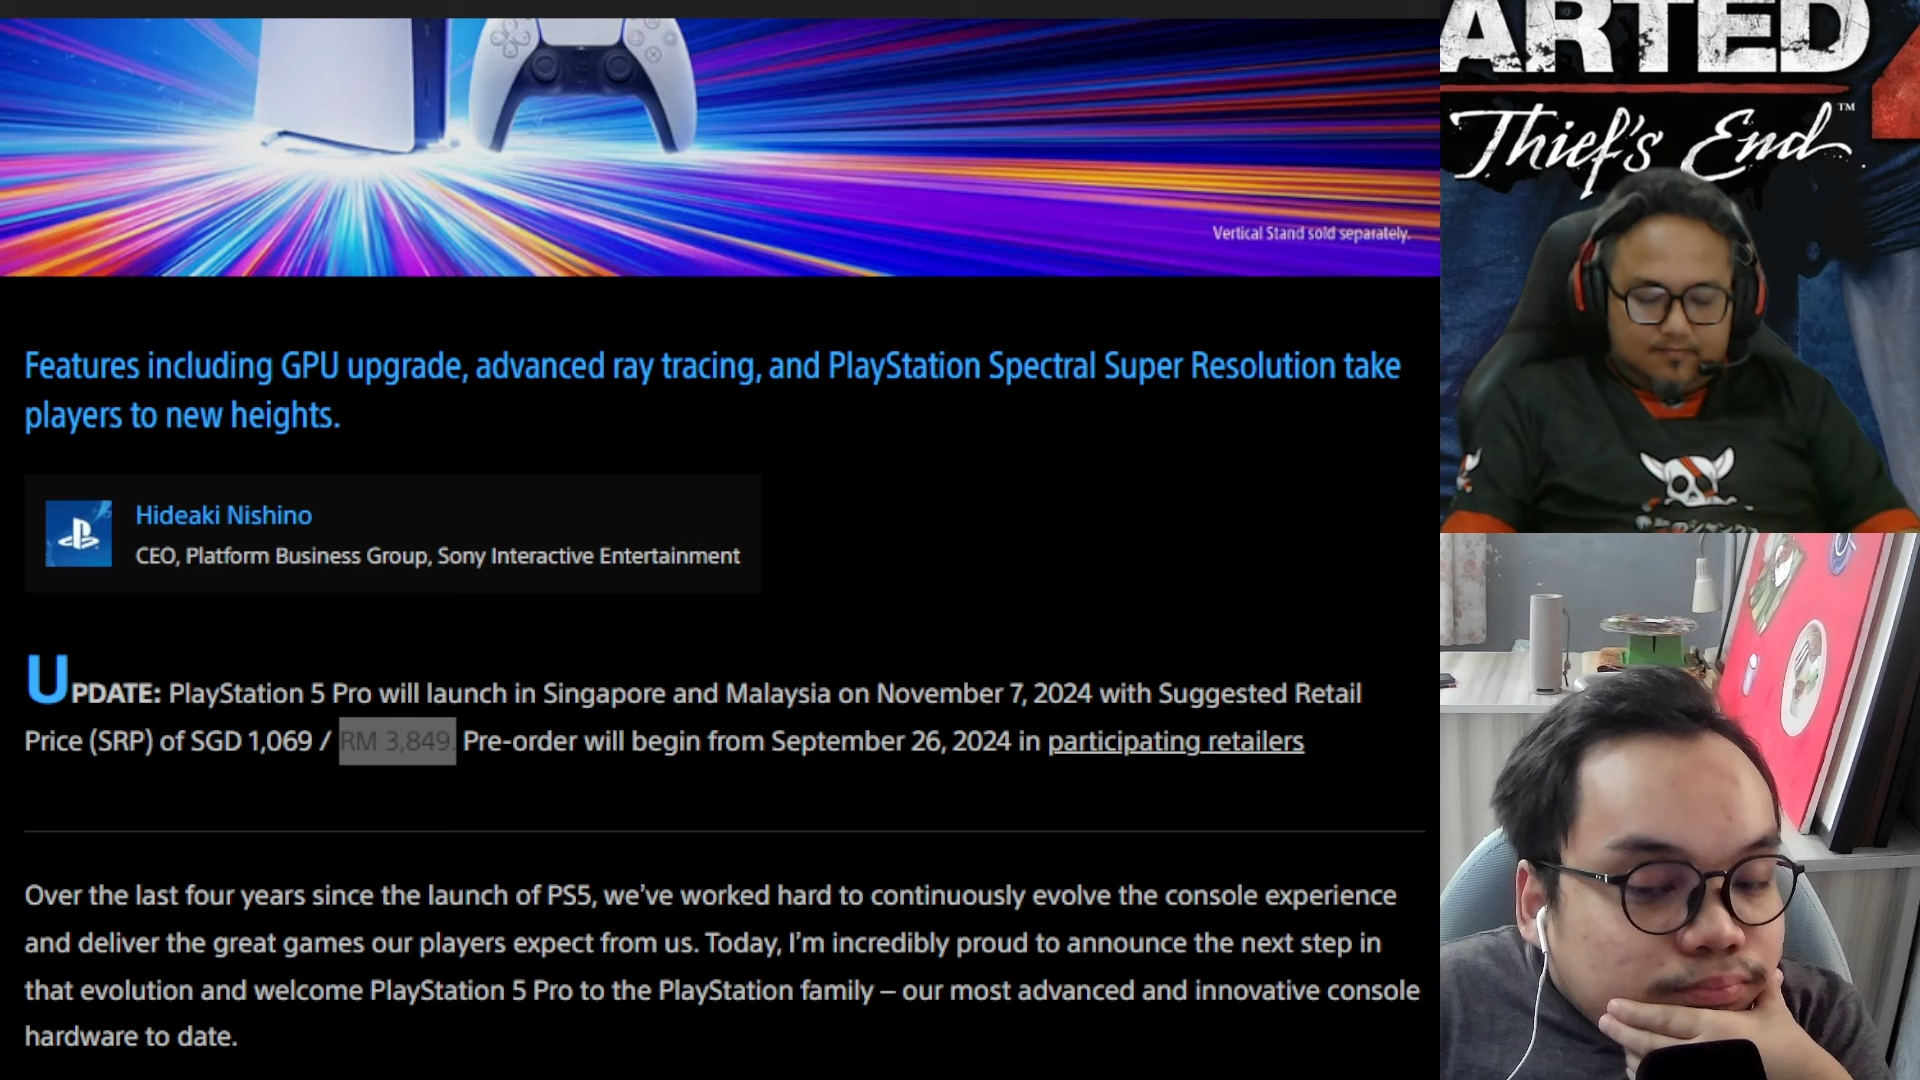 Vertical Stand sold separately.
Features including GPU upgrade, advanced ray tracing, and PlayStation Spectral Super Resolution take
players to new heights.
Hideaki Nishino
CEO, Platform Business Group, Sony Interactive Entertainment
UPDATE: PlayStation 5 Pro will launch in Singapore and Malaysia on November 7, 2024 with Suggested Retail
Price (SRP) of SGD 1,069 / RM 3,849. Pre-order will begin from September 26, 2024 in participating retailers
Over the last four years since the launch of PS5, we’ve worked hard to continuously evolve the console experience
and deliver the great games our players expect from us. Today, I’m incredibly proud to announce the next step in
that evolution and welcome PlayStation 5 Pro to the PlayStation family – our most advanced and innovative console
hardware to date.
ARTED
Thief's End™